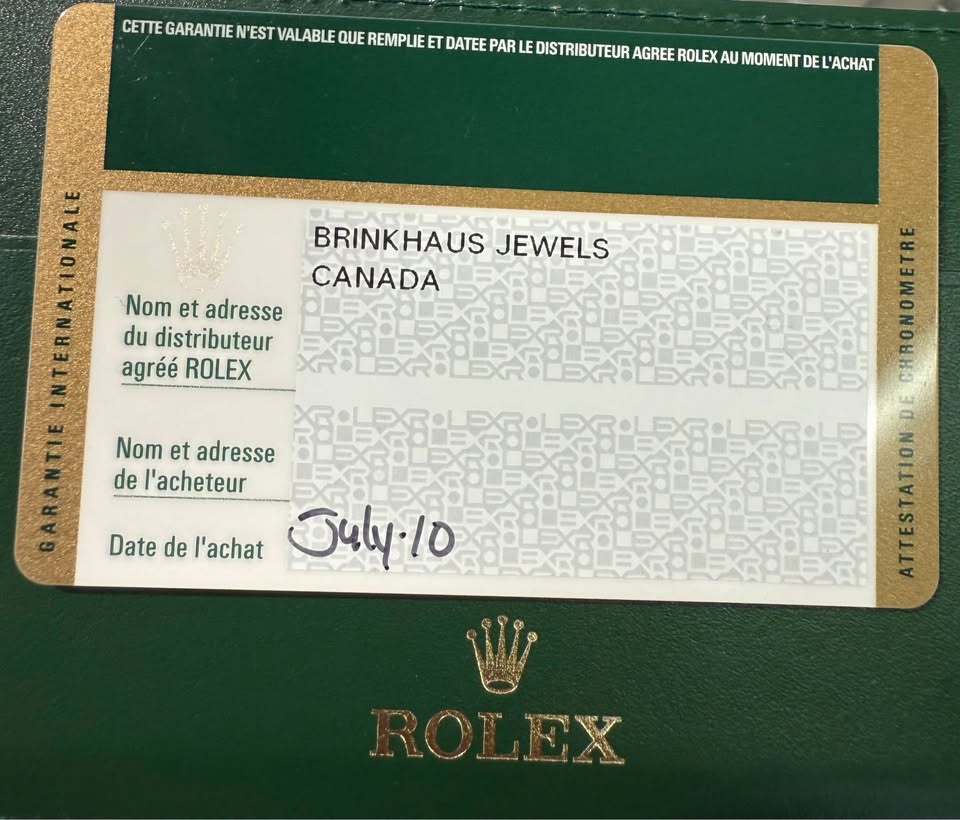 CETTE GARANTIE N'EST VALABLE QUE REMPLIE ET DATEE PAR LE DISTRIBUTEUR AGREE ROLEX AU MOMENT DE L'ACHAT
GARANTIE INTERNATIONALE
BRINKHAUS JEWELS
CANADA
Nom et adresse
du distributeur
agréé ROLEX
Nom et adresse
de l'acheteur
Date de l'achat July.10
ATTESTATION DE CHRONOMETRE
ROLEX